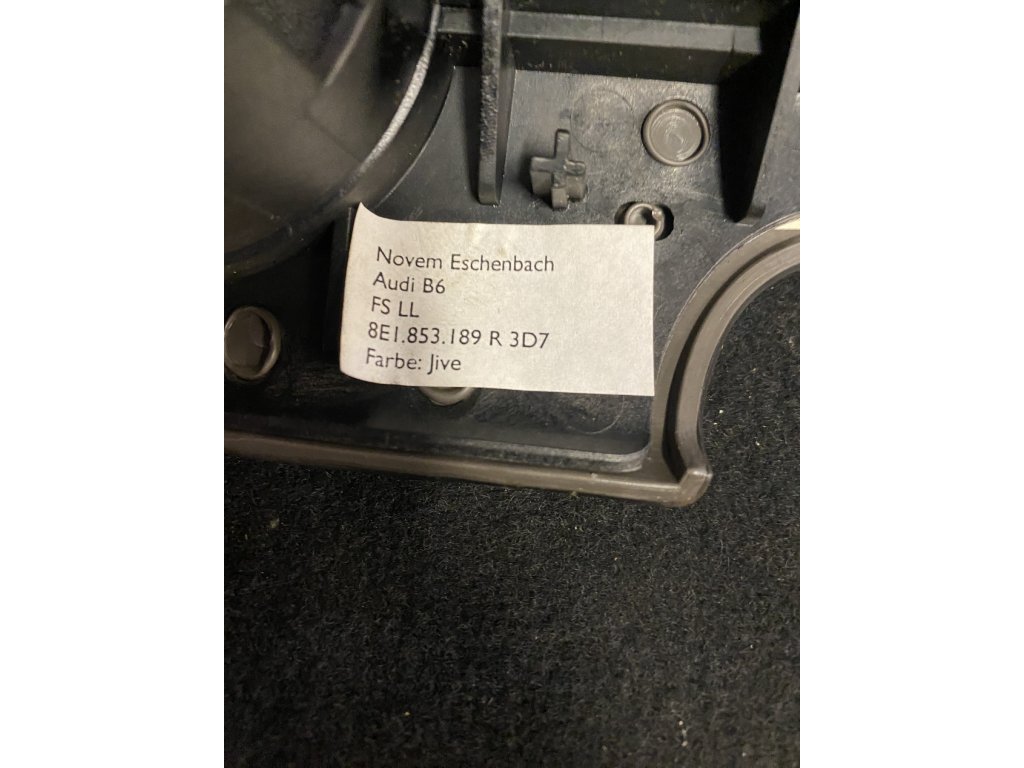 Novem Eschenbach
Audi B6
FS LL
8E1.853.189 R 3D7
Farbe: Jive